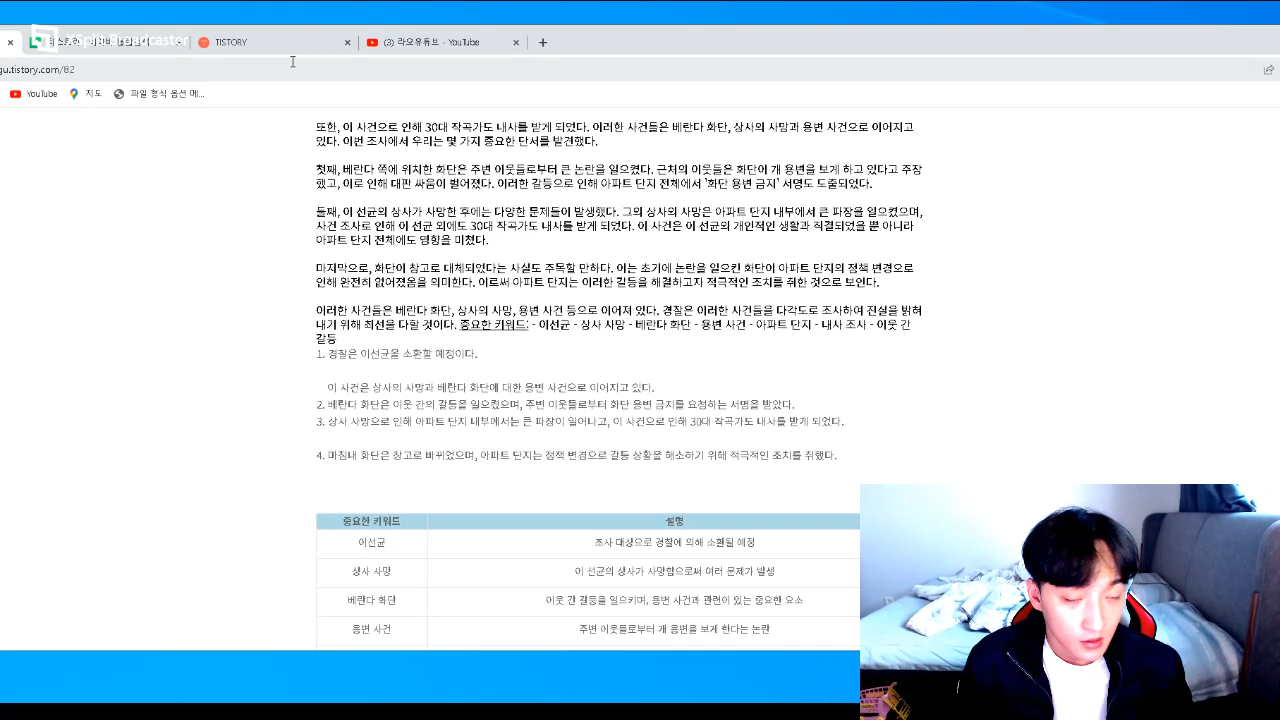 XSplit Broadcaster
TISTORY
(3) 라오유튜브 - YouTube
gu.tistory.com/82
YouTube
지도
파일 형식 옵션 메...
또한, 이 사건으로 인해 30대 작곡가도 내사를 받게 되었다. 이러한 사건들은 베란다 화단, 상사의 사망과 용변 사건으로 이어지고
있다. 이번 조사에서 우리는 몇 가지 중요한 단서를 발견했다.
첫째, 베란다 쪽에 위치한 화단은 주변 이웃들로부터 큰 논란을 일으켰다. 근처의 이웃들은 화단이 개 용변을 보게 하고 있다고 주장
했고, 이로 인해 대판 싸움이 벌어졌다. 이러한 갈등으로 인해 아파트 단지 전체에서 '화단 용변 금지' 서명도 도출되었다.
둘째, 이 선균의 상사가 사망한 후에는 다양한 문제들이 발생했다. 그의 상사의 사망은 아파트 단지 내부에서 큰 파장을 일으켰으며,
사건 조사로 인해 이 선균 외에도 30대 작곡가도 내사를 받게 되었다. 이 사건은 이 선균의 개인적인 생활과 직결되었을 뿐 아니라
아파트 단지 전체에도 영향을 미쳤다.
마지막으로, 화단이 창고로 대체되었다는 사실도 주목할 만하다. 이는 초기에 논란을 일으킨 화단이 아파트 단지의 정책 변경으로
인해 완전히 없어졌음을 의미한다. 이로써 아파트 단지는 이러한 갈등을 해결하고자 적극적인 조치를 취한 것으로 보인다.
이러한 사건들은 베란다 화단, 상사의 사망, 용변 사건 등으로 이어져 있다. 경찰은 이러한 사건들을 다각도로 조사하여 진실을 밝혀
내기 위해 최선을 다할 것이다. 중요한 키워드: - 이선균 - 상사 사망 - 베란다 화단 - 용변 사건 - 아파트 단지 - 내사 조사 - 이웃 간
갈등
1. 경찰은 이선균을 소환할 예정이다.
이 사건은 상사의 사망과 베란다 화단에 대한 용변 사건으로 이어지고 있다.
2. 베란다 화단은 이웃 간의 갈등을 일으켰으며, 주변 이웃들로부터 화단 용변 금지를 요청하는 서명을 받았다.
3. 상사 사망으로 인해 아파트 단지 내부에서는 큰 파장이 일어나고, 이 사건으로 인해 30대 작곡가도 내사를 받게 되었다.
4. 마침내 화단은 창고로 바뀌었으며, 아파트 단지는 정책 변경으로 갈등 상황을 해소하기 위해 적극적인 조치를 취했다.
중요한 키워드 설명
이선균 조사 대상으로 경찰에 의해 소환될 예정
상사 사망 이 선균의 상사가 사망함으로써 여러 문제가 발생
베란다 화단 이웃 간 갈등을 일으키며, 용변 사건과 관련이 있는 중요한 요소
용변 사건 주변 이웃들로부터 개 용변을 보게 한다는 논란